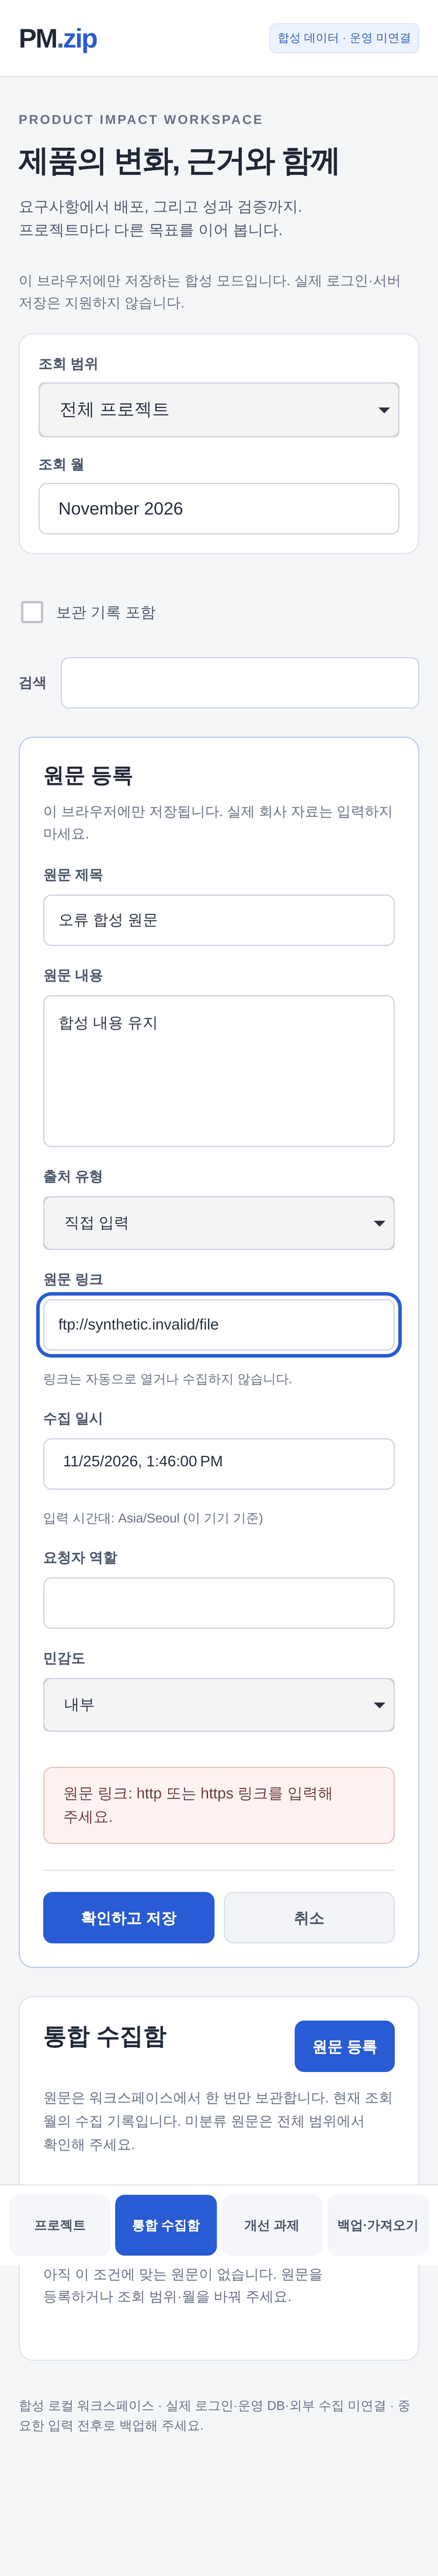 PM.zip
합성 데이터 · 운영 미연결
PRODUCT IMPACT WORKSPACE
제품의 변화, 근거와 함께
요구사항에서 배포, 그리고 성과 검증까지.
프로젝트마다 다른 목표를 이어 봅니다.
이 브라우저에만 저장하는 합성 모드입니다. 실제 로그인·서버
저장은 지원하지 않습니다.
조회 범위
전체 프로젝트
조회 월
November 2026
보관 기록 포함
검색
원문 등록
이 브라우저에만 저장됩니다. 실제 회사 자료는 입력하지
마세요.
원문 제목
오류 합성 원문
원문 내용
합성 내용 유지
출처 유형
직접 입력
원문 링크
ftp://synthetic.invalid/file
링크는 자동으로 열거나 수집하지 않습니다.
수집 일시
11/25/2026, 1:46:00 PM
입력 시간대: Asia/Seoul (이 기기 기준)
요청자 역할
민감도
내부
원문 링크: http 또는 https 링크를 입력해
주세요.
확인하고 저장
취소
통합 수집함
원문 등록
원문은 워크스페이스에서 한 번만 보관합니다. 현재 조회
월의 수집 기록입니다. 미분류 원문은 전체 범위에서
확인해 주세요.
프로젝트
통합 수집함
개선 과제
백업·가져오기
아직 이 조건에 맞는 원문이 없습니다. 원문을
등록하거나 조회 범위·월을 바꿔 주세요.
합성 로컬 워크스페이스 · 실제 로그인·운영 DB·외부 수집 미연결 · 중
요한 입력 전후로 백업해 주세요.